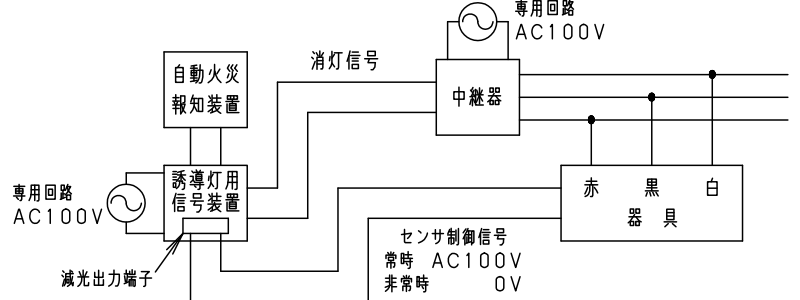 専用回路
AC100V
消灯信号
自動火災
報知装置
中継器
誘導灯用
信号装置
専用回路
AC100V
赤 黒 白
器 具
センサ制御信号
常時 AC100V
非常時 0V
減光出力端子